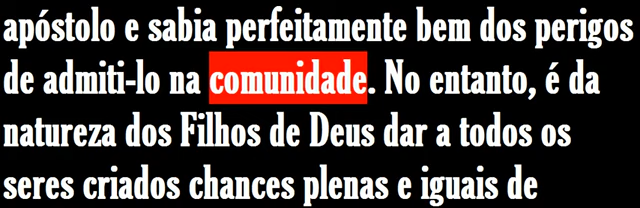 apóstolo e sabia perfeitamente bem dos perigos
de admiti-lo na comunidade. No entanto, é da
natureza dos Filhos de Deus dar a todos os
seres criados chances plenas e iguais de